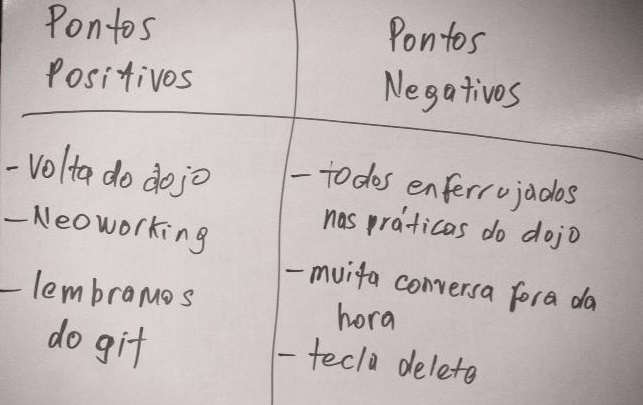 Pontos
Positivos
- Volta do dojo
- Neoworking
- lembramos
do git
Pontos
Negativos
- todos enferrujados
nas práticas do dojo
- muita conversa fora da
hora
- tecla delete